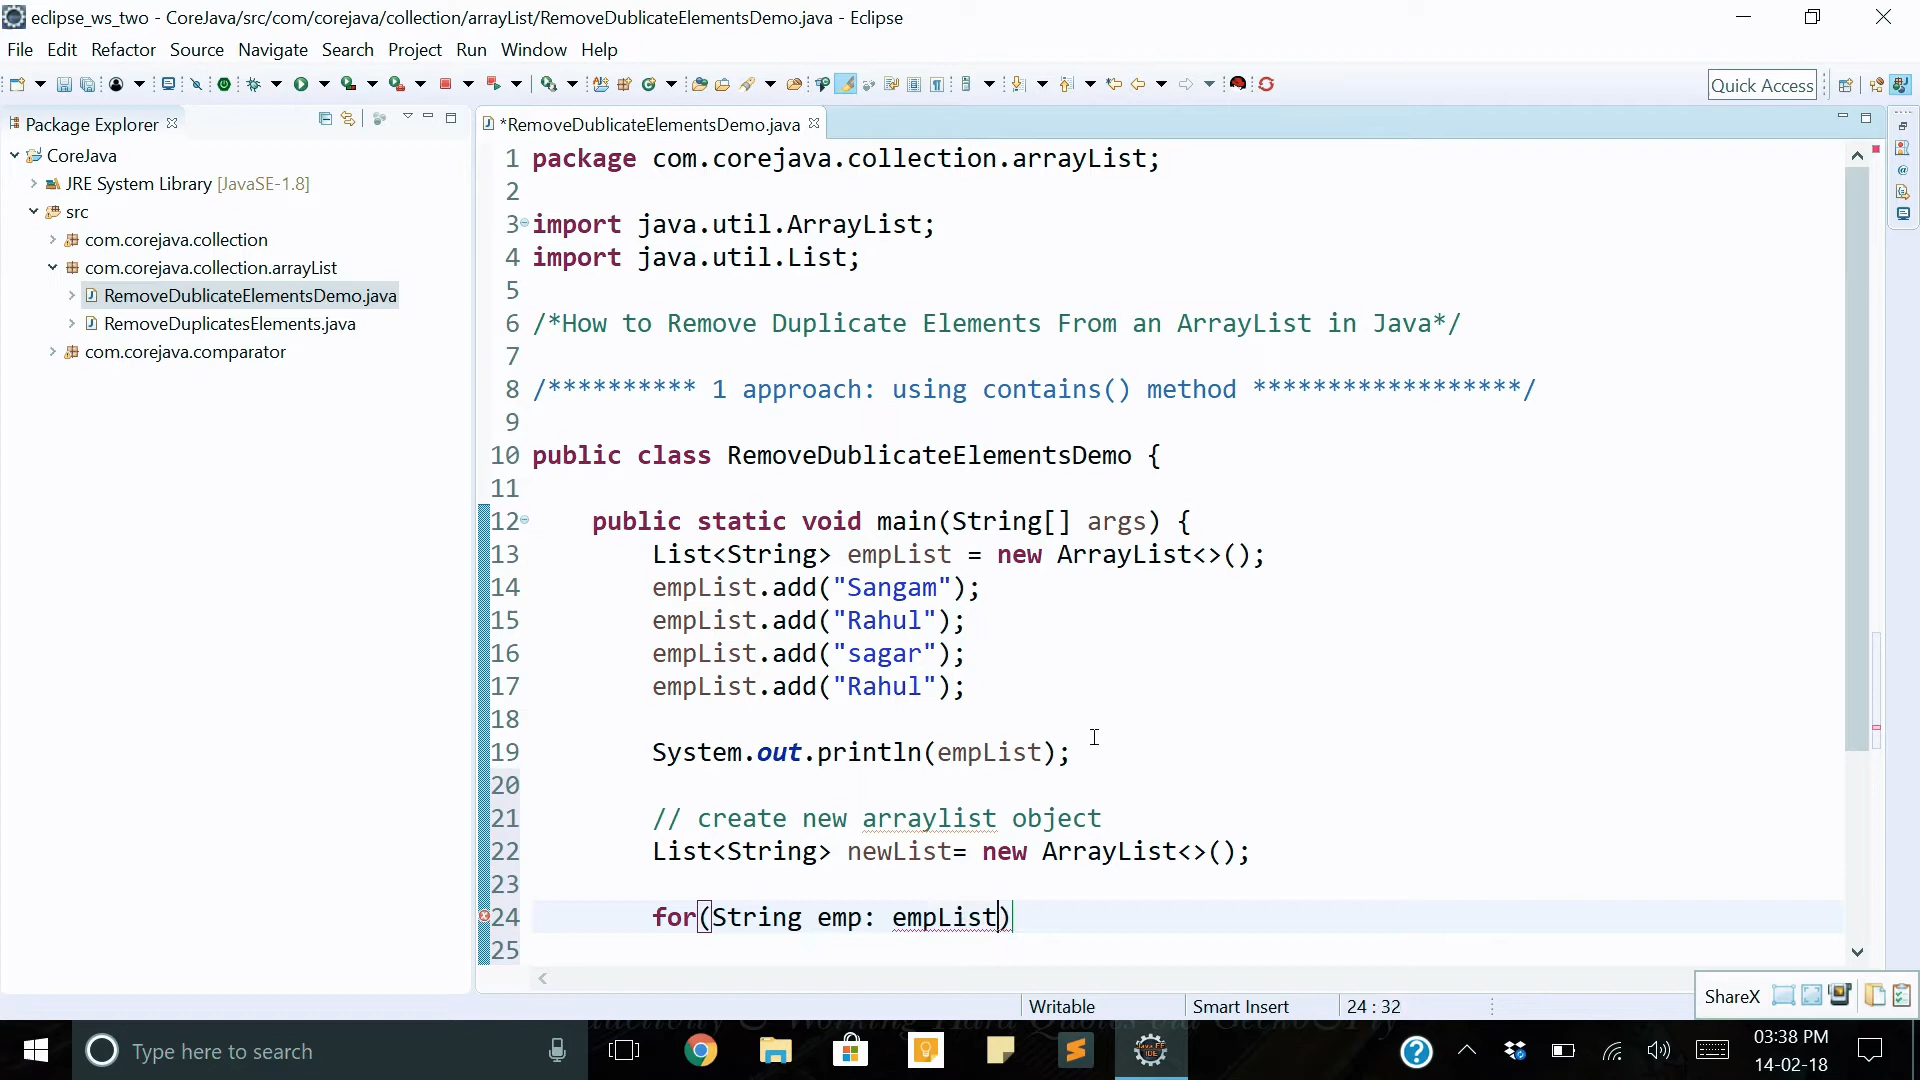 eclipse_ws_two - CoreJava/src/com/corejava/collection/arrayList/RemoveDublicateElementsDemo.java - Eclipse
File Edit Refactor Source Navigate Search Project Run Window Help
Quick Access
Package Explorer
*RemoveDublicateElementsDemo.java
CoreJava
JRE System Library [JavaSE-1.8]
src
com.corejava.collection
com.corejava.collection.arrayList
RemoveDublicateElementsDemo.java
RemoveDuplicatesElements.java
com.corejava.comparator
1 package com.corejava.collection.arrayList;
2
3 import java.util.ArrayList;
4 import java.util.List;
5
6 /*How to Remove Duplicate Elements From an ArrayList in Java*/
7
8 /********** 1 approach: using contains() method ******************/
9
10 public class RemoveDublicateElementsDemo {
11
12 public static void main(String[] args) {
13 List<String> empList = new ArrayList<>();
14 empList.add("Sangam");
15 empList.add("Rahul");
16 empList.add("sagar");
17 empList.add("Rahul");
18
19 System.out.println(empList);
20
21 // create new arraylist object
22 List<String> newList= new ArrayList<>();
23
24 for(String emp: empList)
25
Writable Smart Insert 24 : 32
ShareX
Type here to search
03:38 PM
14-02-18